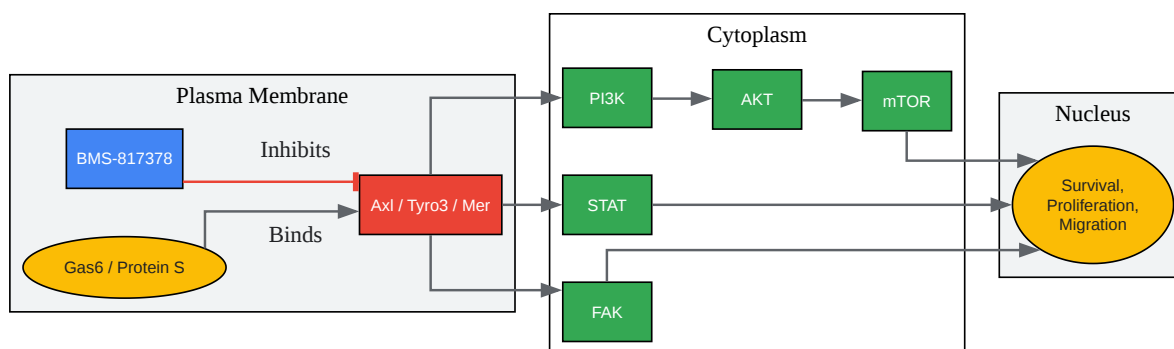 Plasma Membrane
BMS-817378
Inhibits
Axl / Tyro3 / Mer
Binds
Gas6 / Protein S
Cytoplasm
PI3K
AKT
mTOR
STAT
FAK
Nucleus
Survival,
Proliferation,
Migration